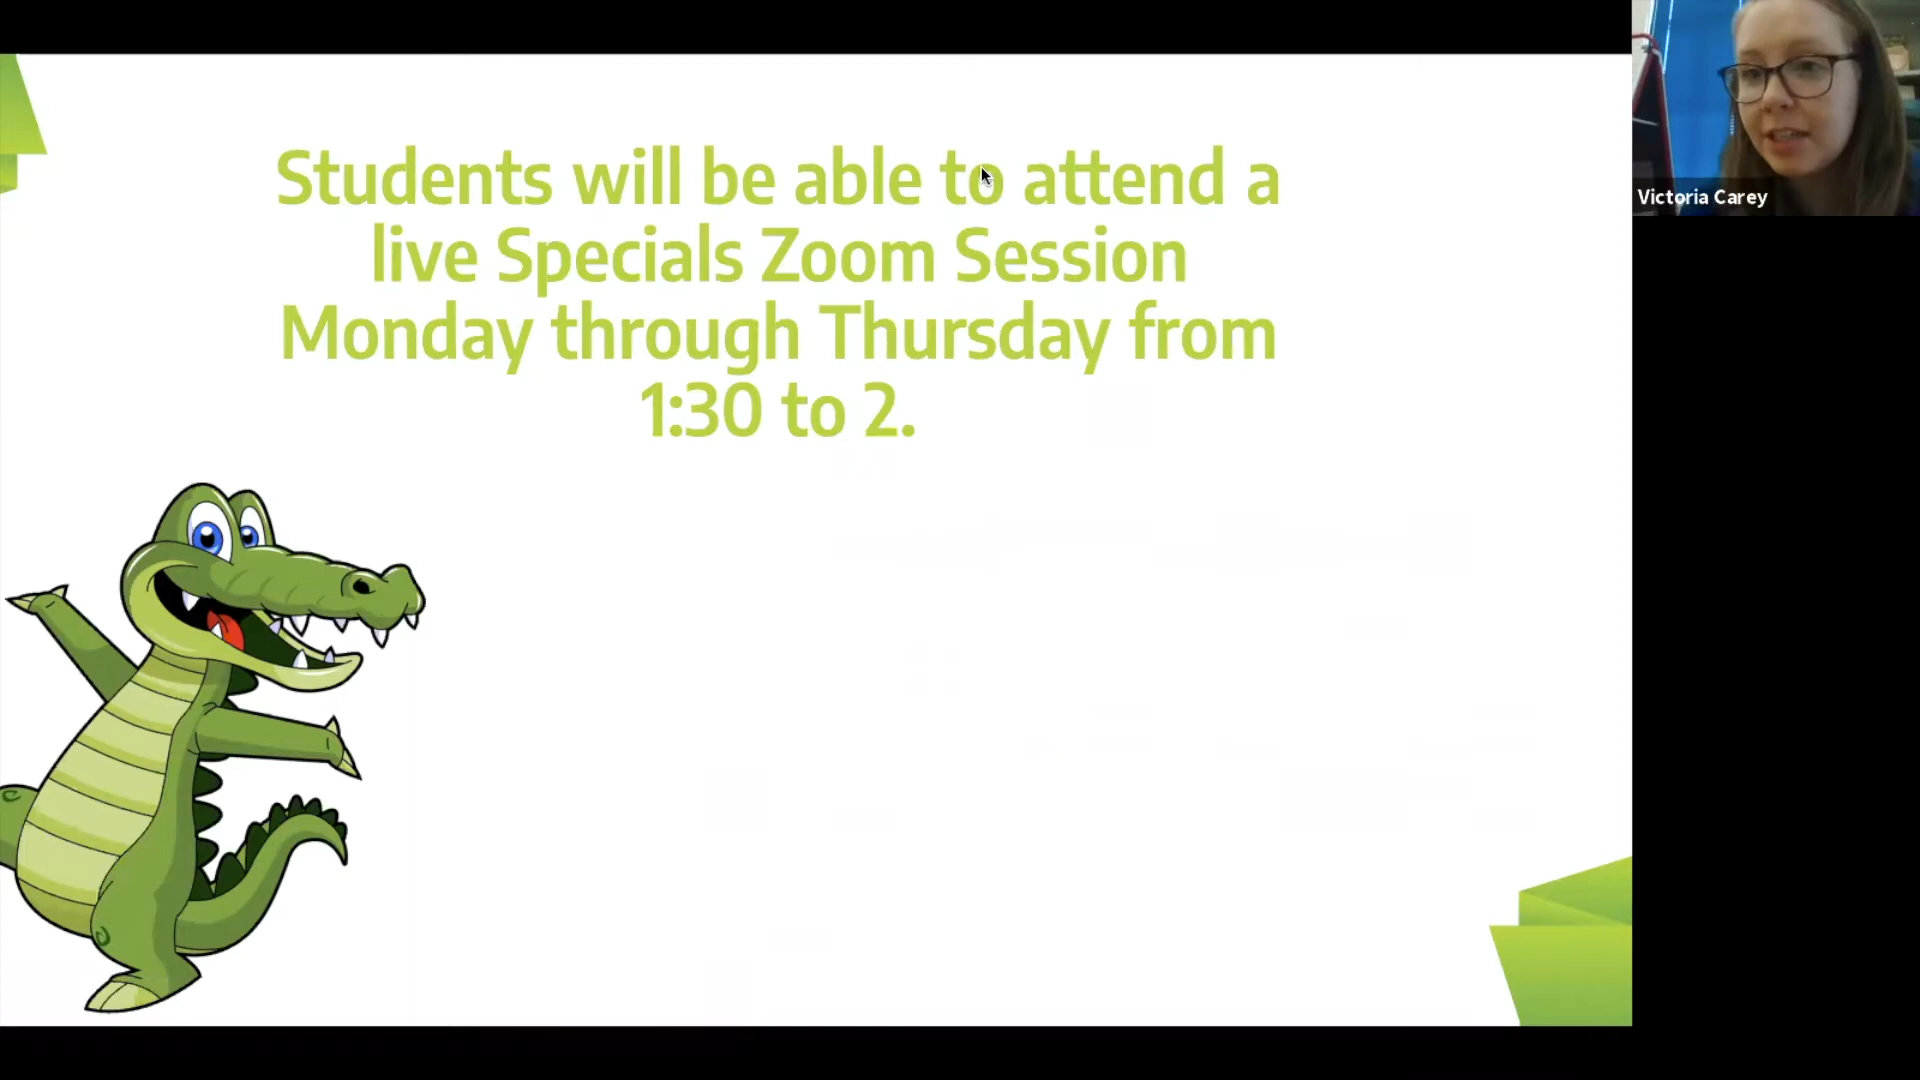 Students will be able to attend a
live Specials Zoom Session
Monday through Thursday from
1:30 to 2.
Victoria Carey